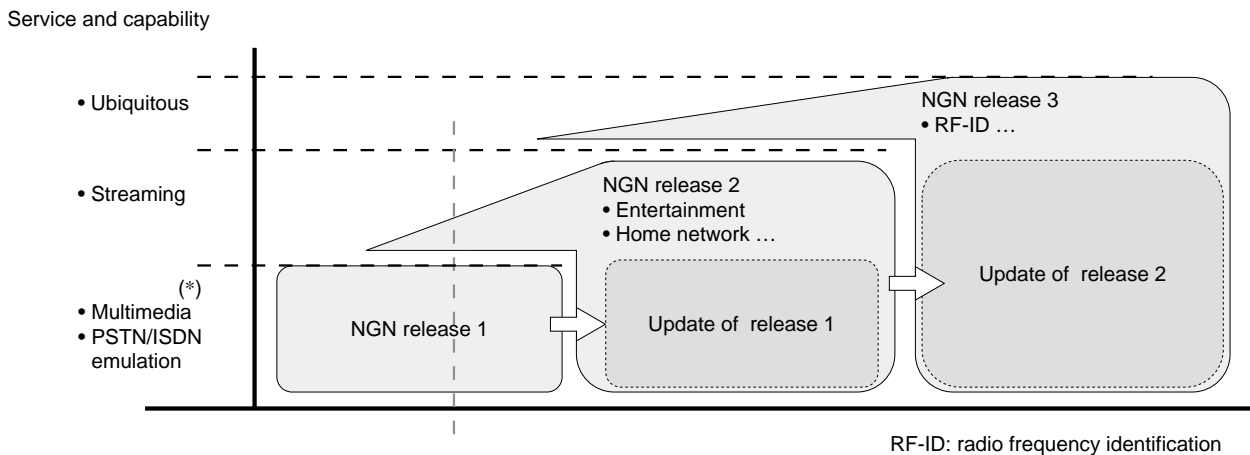 Service and capability
• Ubiquitous
NGN release 3
• RF-ID …
• Streaming
NGN release 2
• Entertainment
• Home network …
(*)
• Multimedia
• PSTN/ISDN
emulation
NGN release 1
Update of release 1
Update of release 2
RF-ID: radio frequency identification